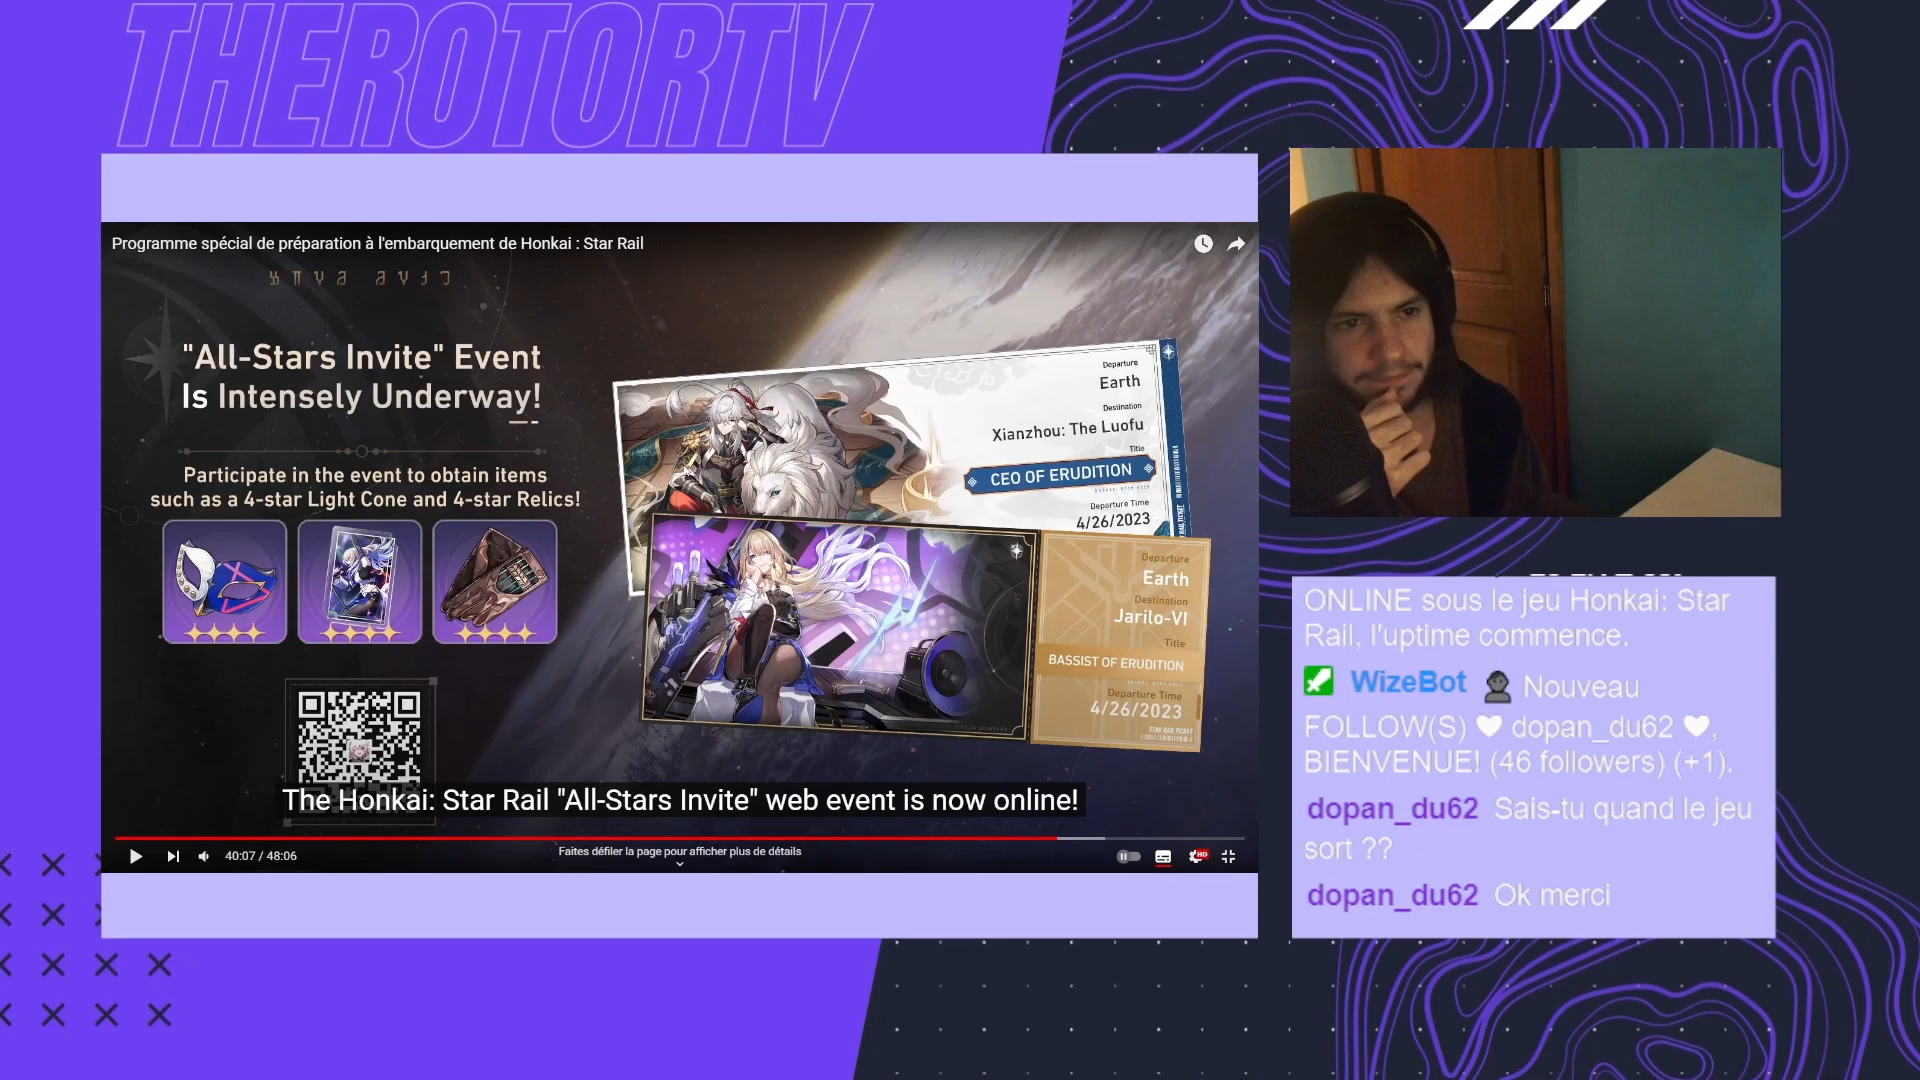 THEROTORTV
Programme spécial de préparation à l'embarquement de Honkai : Star Rail
"All-Stars Invite" Event
Is Intensely Underway!
Participate in the event to obtain items
such as a 4-star Light Cone and 4-star Relics!
Departure
Earth
Destination
Xianzhou: The Luofu
Title
CEO OF ERUDITION
Departure Time
4/26/2023
Departure
Earth
Destination
Jarilo-VI
Title
BASSIST OF ERUDITION
Departure Time
4/26/2023
STAR RAIL TICKET
The Honkai: Star Rail "All-Stars Invite" web event is now online!
40:07 / 48:06
Faites défiler la page pour afficher plus de détails
HD
ONLINE sous le jeu Honkai: Star
Rail, l'uptime commence.
WizeBot Nouveau
FOLLOW(S) dopan_du62 ,
BIENVENUE! (46 followers) (+1).
dopan_du62 Sais-tu quand le jeu
sort ??
dopan_du62 Ok merci